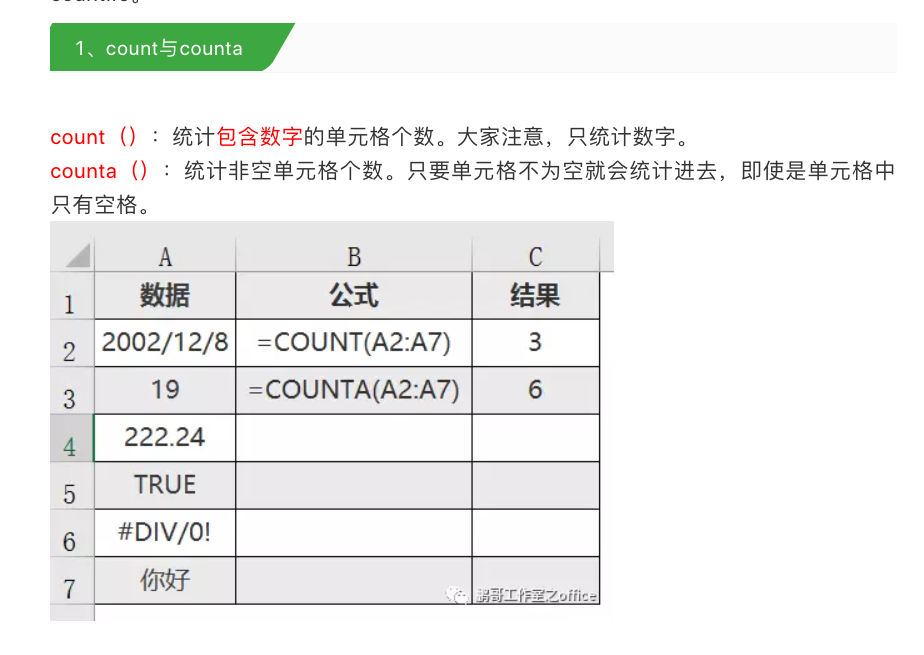 1、count与counta
count（）：统计包含数字的单元格个数。大家注意，只统计数字。
counta（）：统计非空单元格个数。只要单元格不为空就会统计进去，即使是单元格中
只有空格。
A B C
1 数据 公式 结果
2 2002/12/8 =COUNT(A2:A7) 3
3 19 =COUNTA(A2:A7) 6
4 222.24
5 TRUE
6 #DIV/0!
7 你好
鹏哥工作室之office